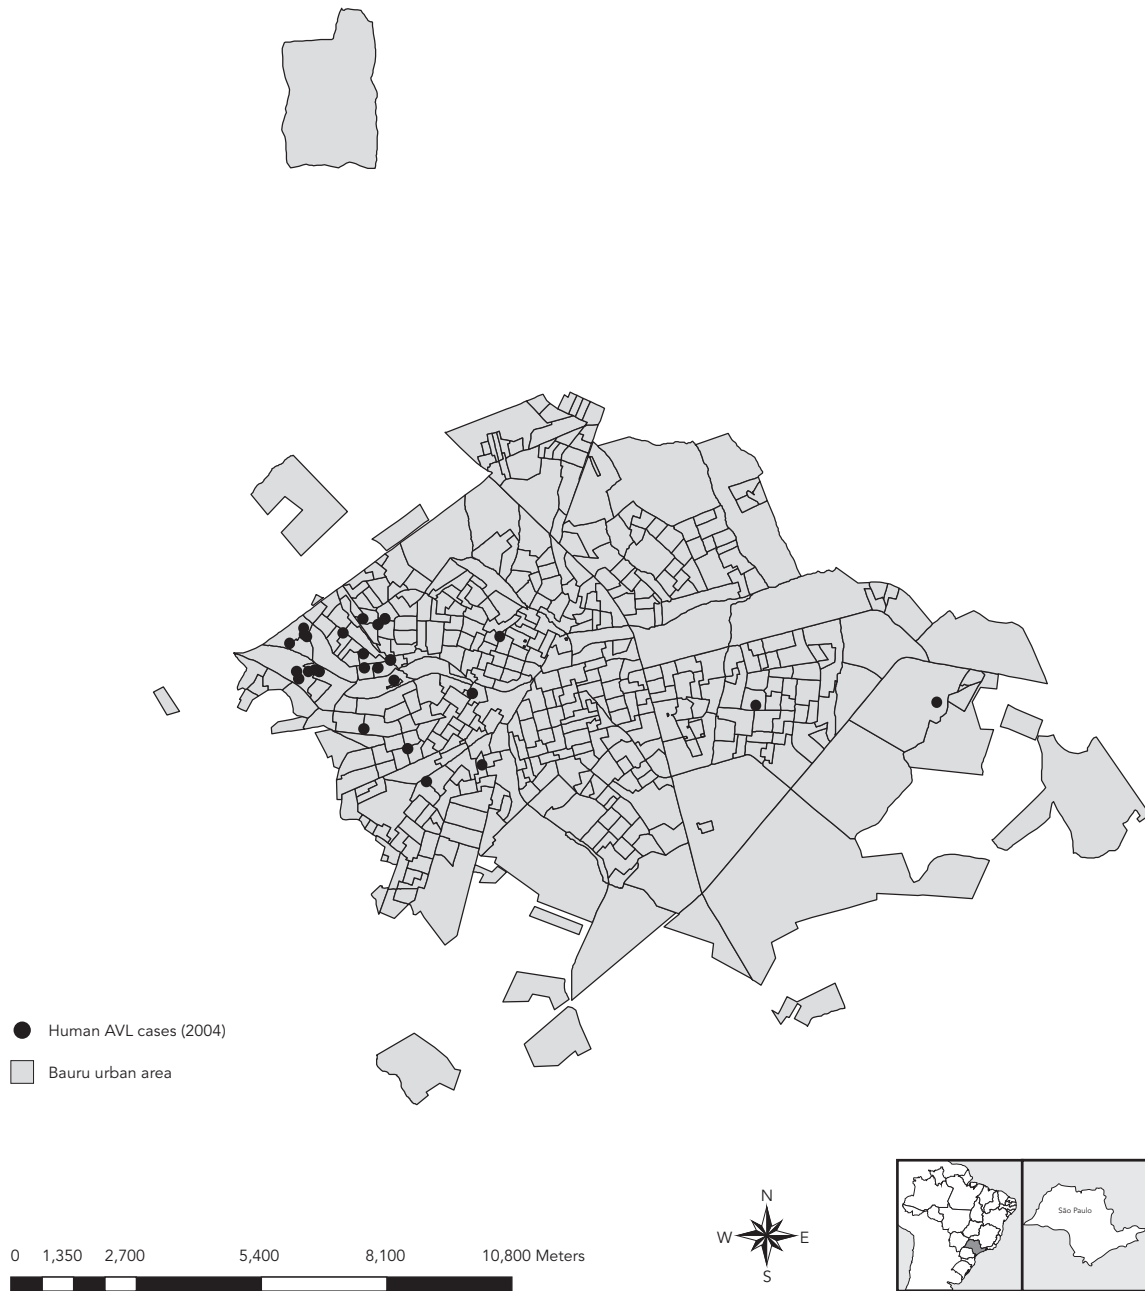 Human AVL cases (2004)
Bauru urban area
N
W E
S
São Paulo
0 1,350 2,700 5,400 8,100 10,800 Meters